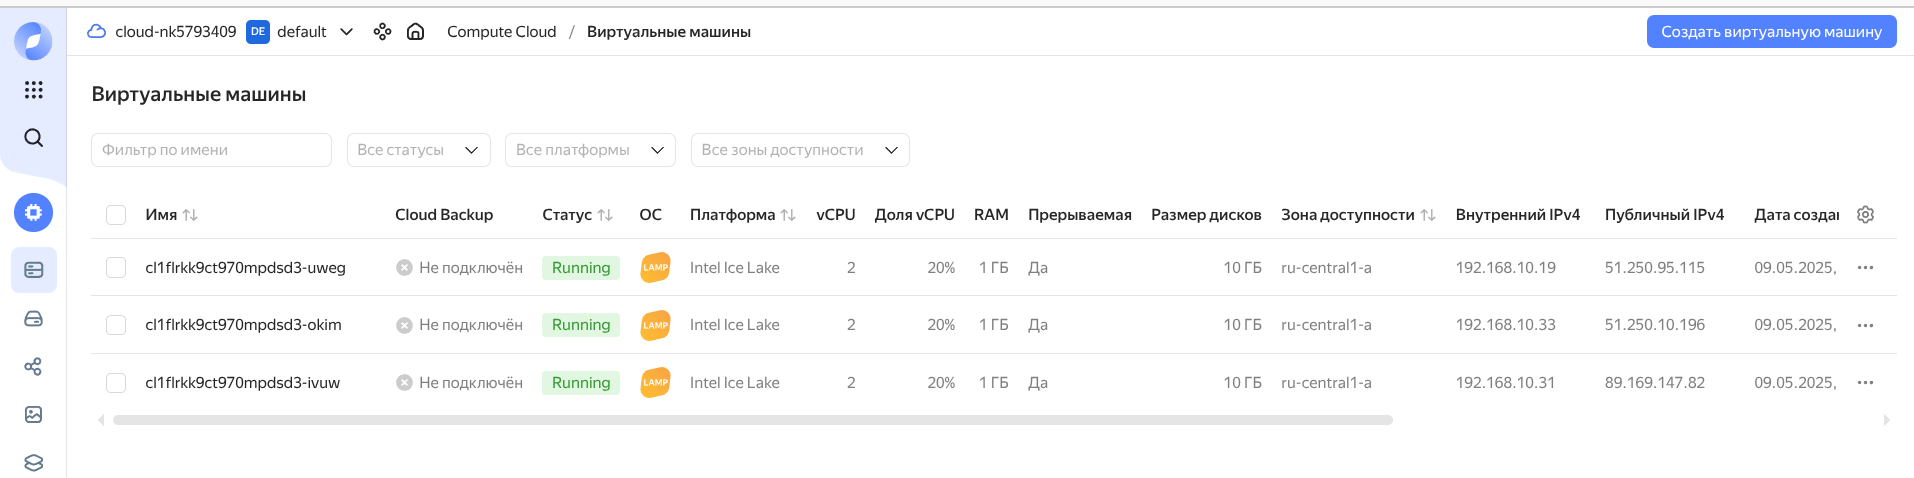 cloud-nk5793409 DE default Compute Cloud / Виртуальные машины Создать виртуальную машину
Виртуальные машины
Фильтр по имени Все статусы Все платформы Все зоны доступности
Имя Cloud Backup Статус ОС Платформа vCPU Доля vCPU RAM Прерываемая Размер дисков Зона доступности Внутренний IPv4 Публичный IPv4 Дата создан
cl1flrkk9ct970mpdsd3-uweg Не подключён Running LAMP Intel Ice Lake 2 20% 1 ГБ Да 10 ГБ ru-central1-a 192.168.10.19 51.250.95.115 09.05.2025,
cl1flrkk9ct970mpdsd3-okim Не подключён Running LAMP Intel Ice Lake 2 20% 1 ГБ Да 10 ГБ ru-central1-a 192.168.10.33 51.250.10.196 09.05.2025,
cl1flrkk9ct970mpdsd3-ivuw Не подключён Running LAMP Intel Ice Lake 2 20% 1 ГБ Да 10 ГБ ru-central1-a 192.168.10.31 89.169.147.82 09.05.2025,